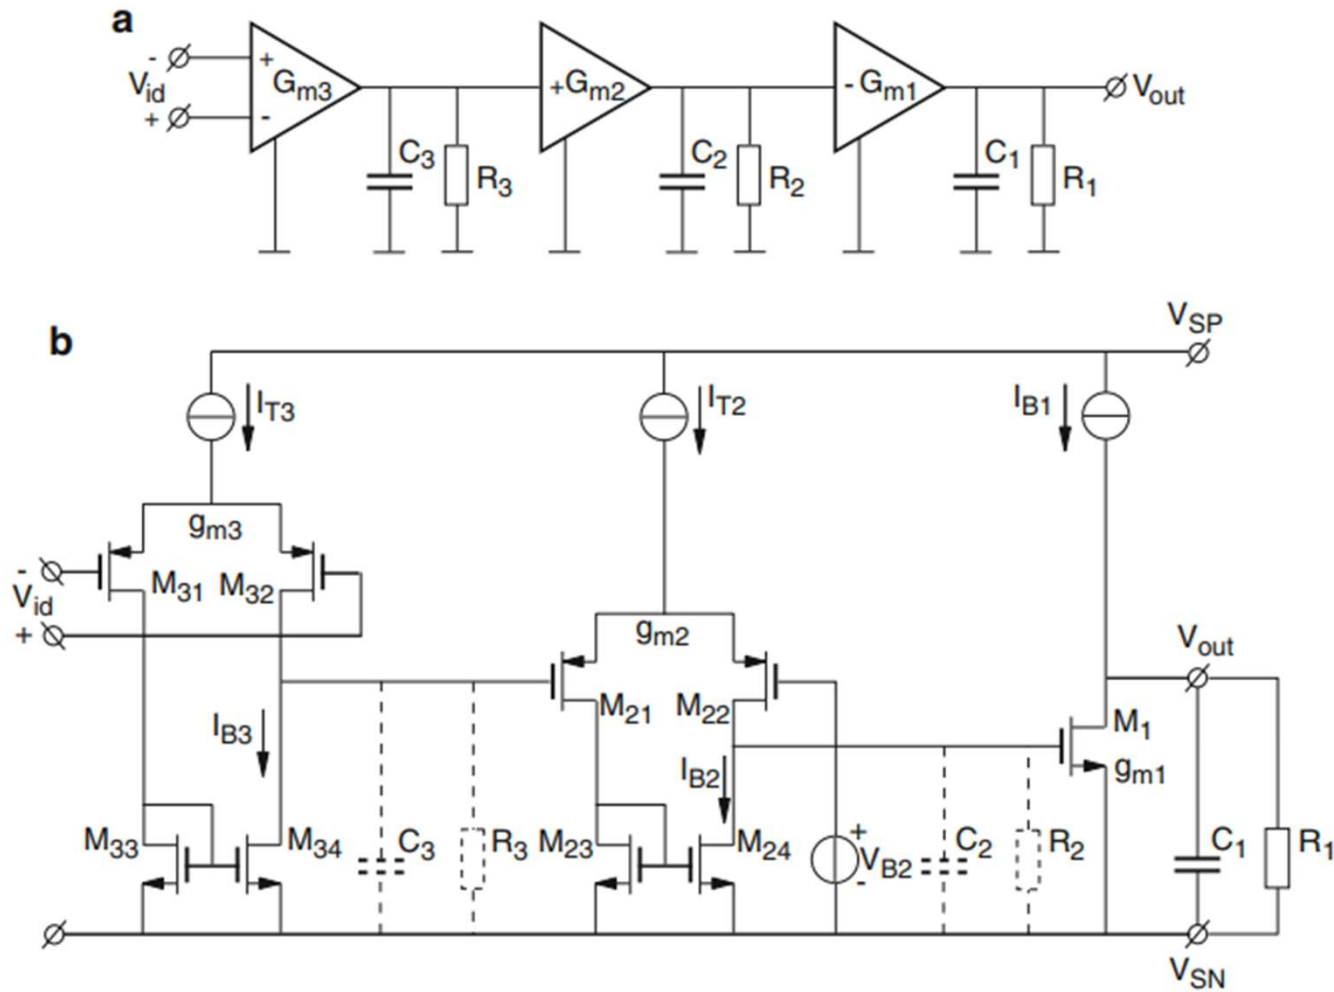 a
- + Gm3 +Gm2 -Gm1 Vout
Vid
+ -
C3 R3 C2 R2 C1 R1
b
VSP
IT3 IT2 IB1
gm3
-
M31 M32
Vid
+
gm2
Vout
M21 M22
IB3 IB2 M1
gm1
M33 M34 C3 R3 M23 M24 + VB2 - C2 R2 C1 R1
VSN